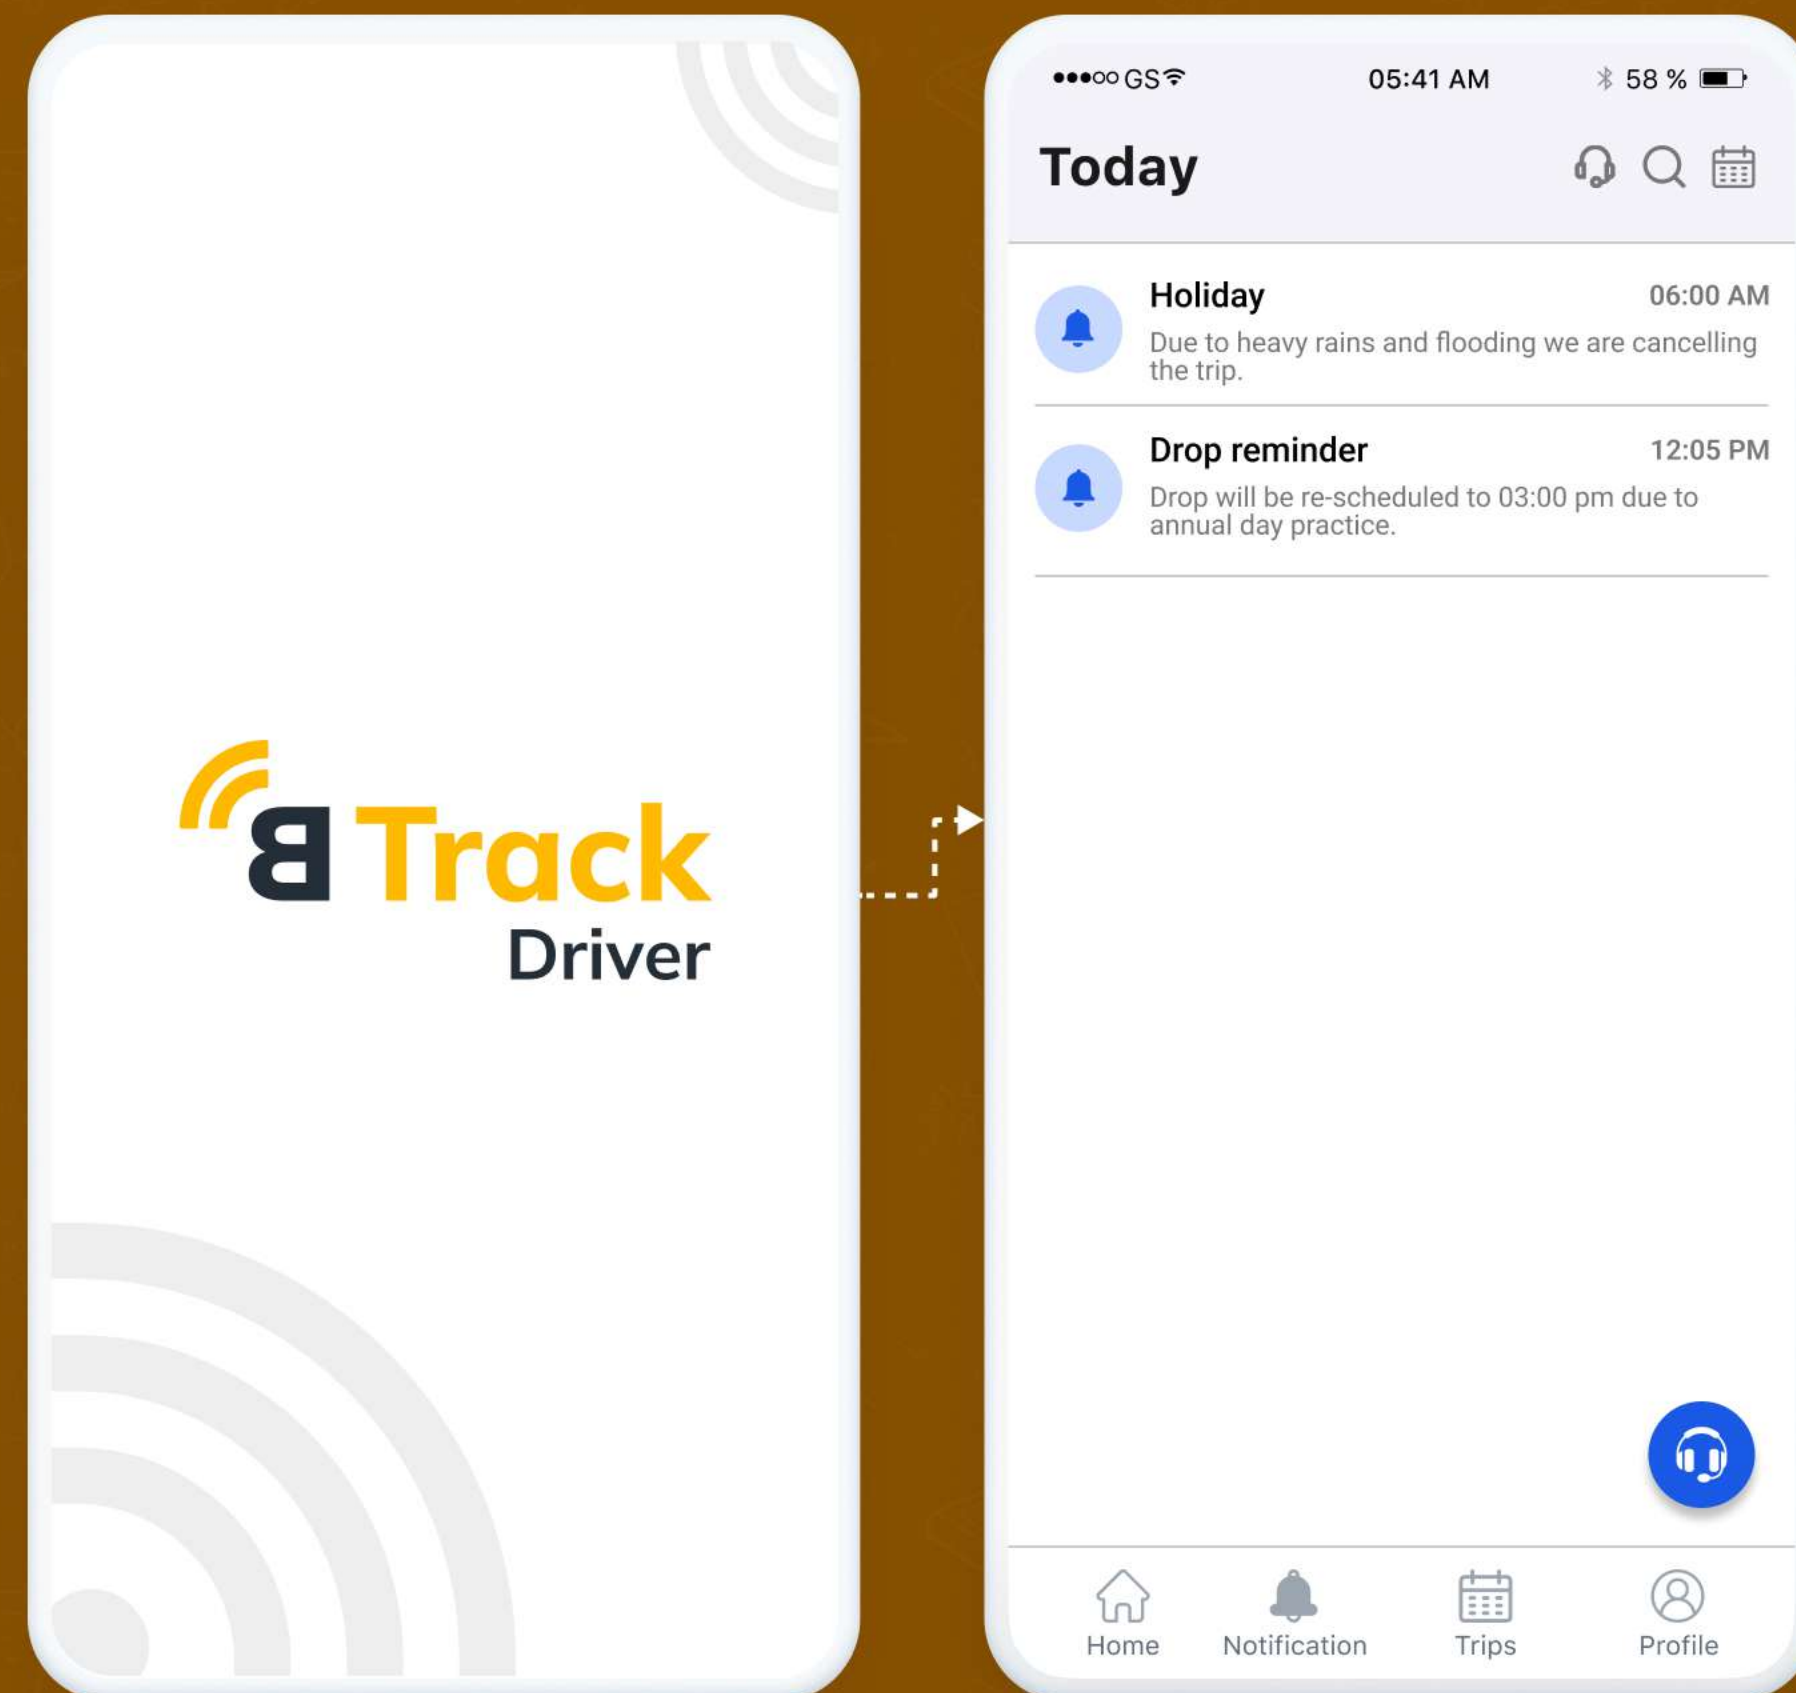 B Track
Driver
GS 05:41 AM 58 %
Today
Holiday 06:00 AM
Due to heavy rains and flooding we are cancelling
the trip.
Drop reminder 12:05 PM
Drop will be re-scheduled to 03:00 pm due to
annual day practice.
Home Notification Trips Profile